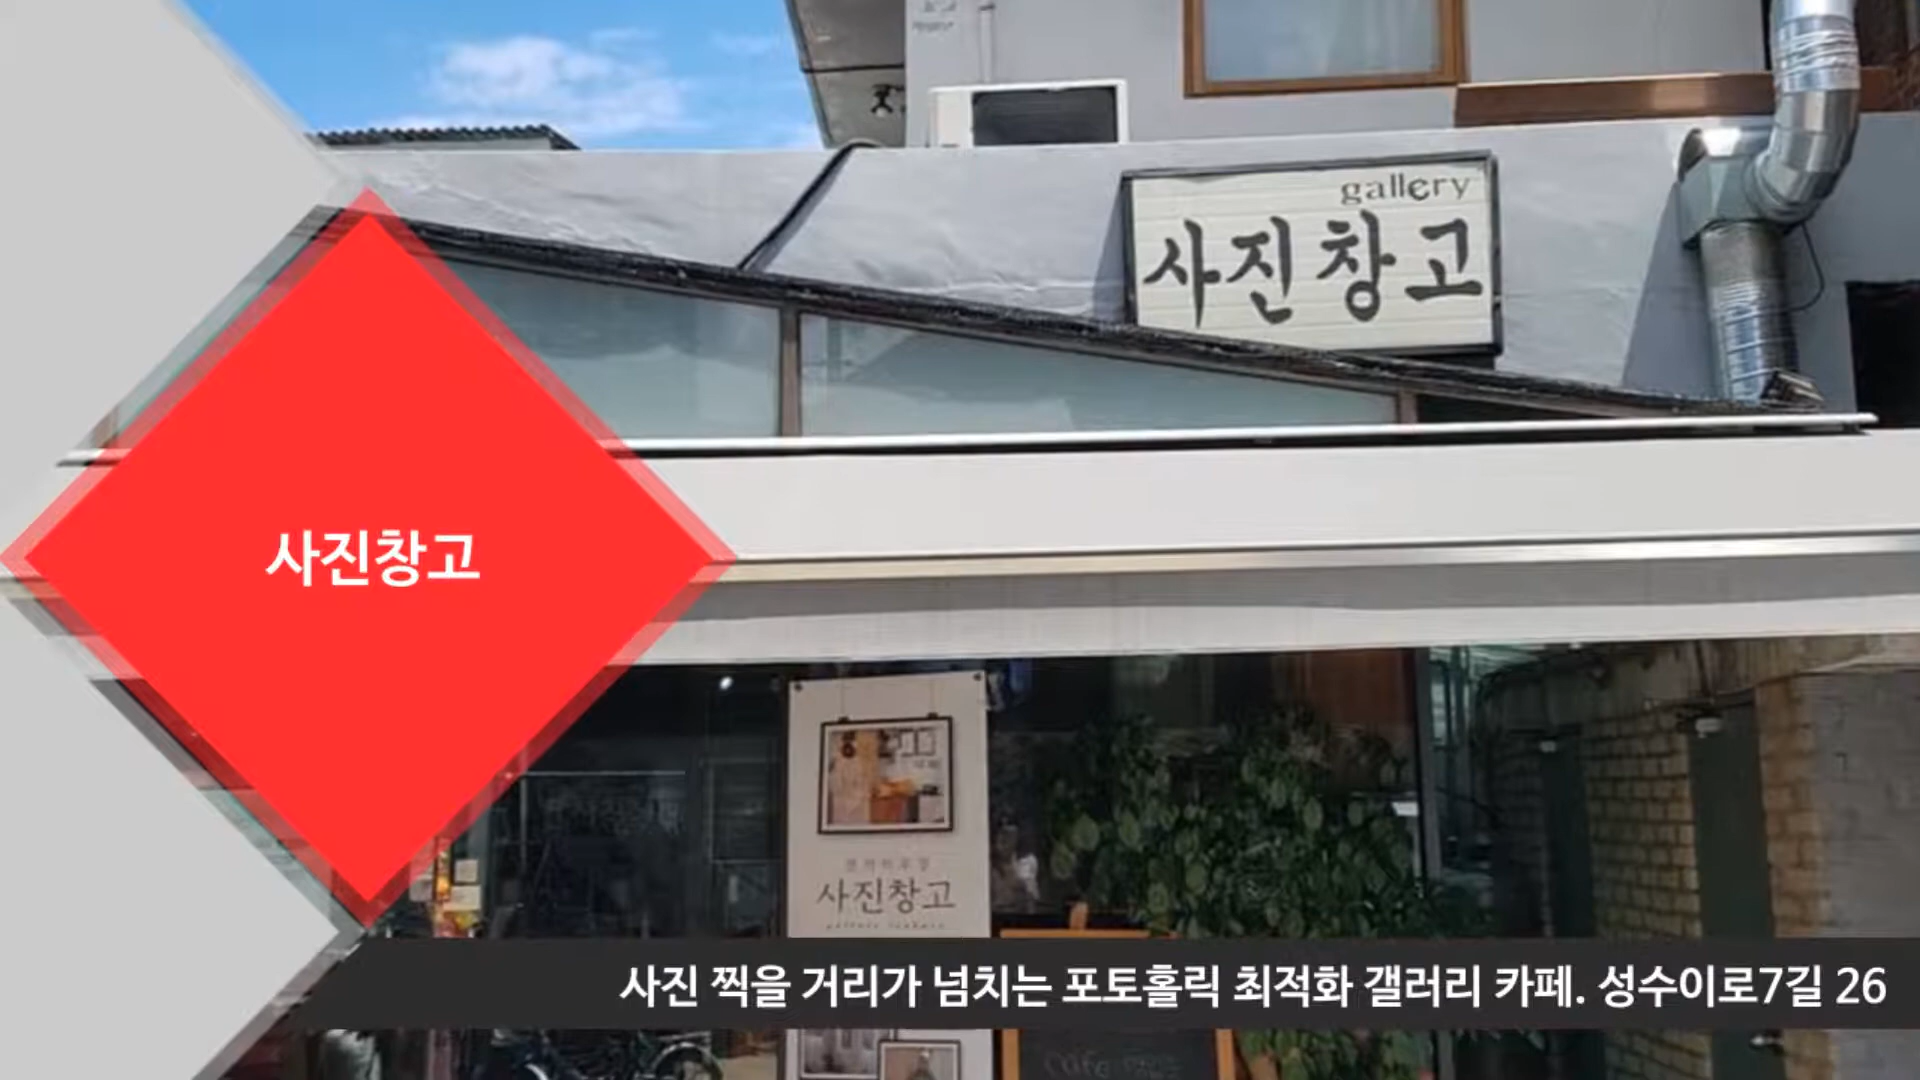 gallery
사진창고
사진창고
사진창고
사진 찍을 거리가 넘치는 포토홀릭 최적화 갤러리 카페. 성수이로7길 26